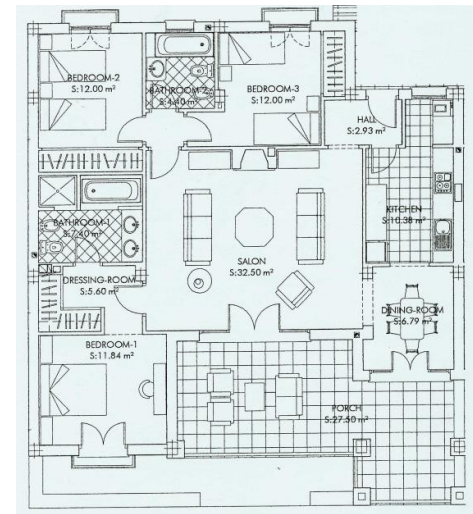 BEDROOM-2
S:12.00 m²
BATHROOM-2
S:4.40 m²
BEDROOM-3
S:12.00 m²
HALL
S:2.93 m²
KITCHEN
S:10.38 m²
BATHROOM-1
S:7.40 m²
SALON
S:32.50 m²
DRESSING-ROOM
S:5.60 m²
DINING-ROOM
S:6.79 m²
BEDROOM-1
S:11.84 m²
PORCH
S:27.50 m²